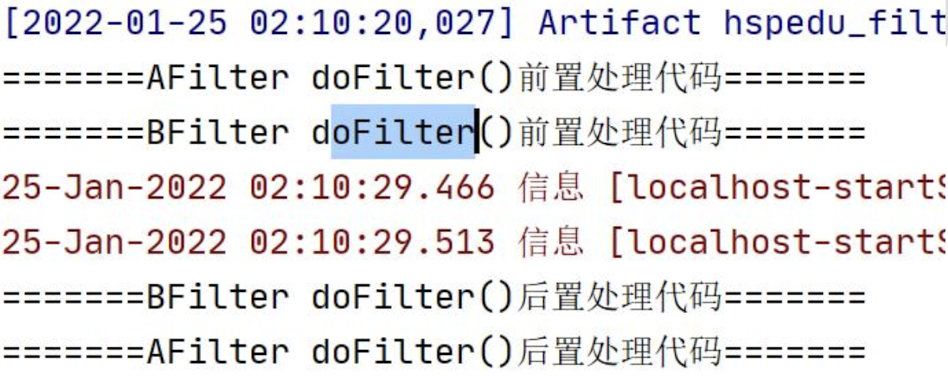 [2022-01-25 02:10:20,027] Artifact hspedu_filt
=======AFilter doFilter()前置处理代码=======
=======BFilter doFilter()前置处理代码=======
25-Jan-2022 02:10:29.466 信息 [localhost-startS
25-Jan-2022 02:10:29.513 信息 [localhost-startS
=======BFilter doFilter()后置处理代码=======
=======AFilter doFilter()后置处理代码=======